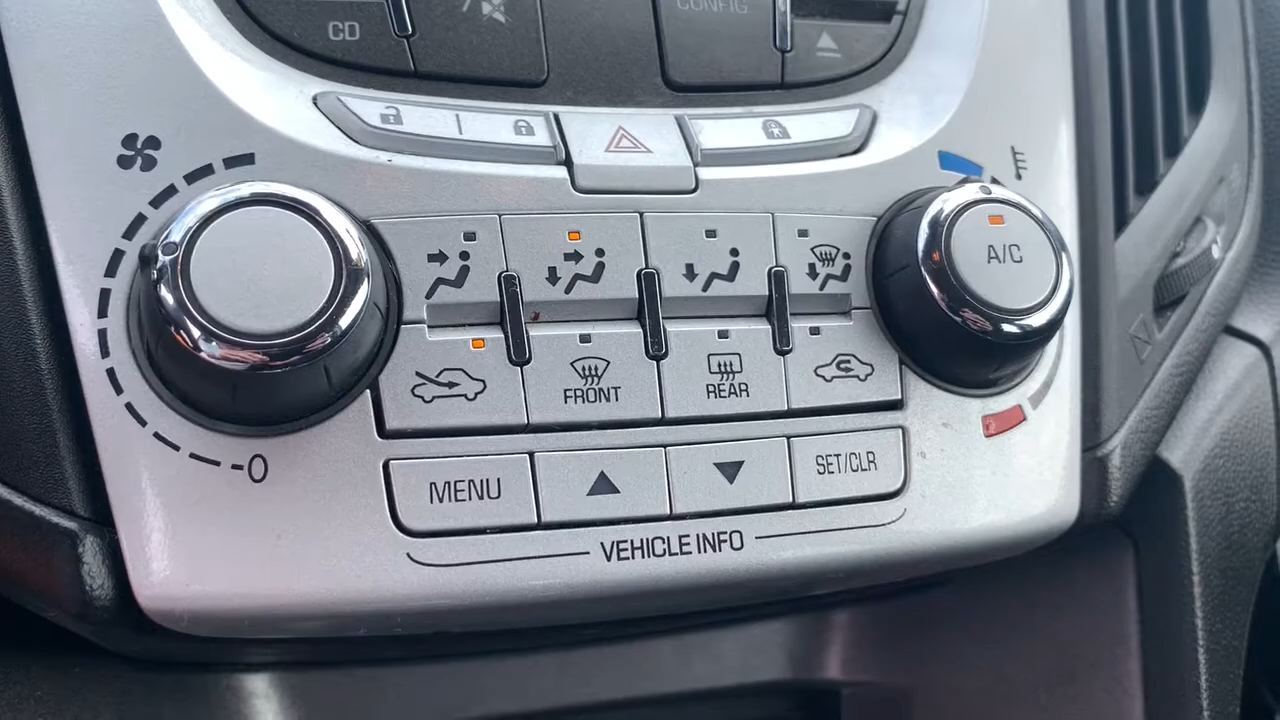 CD
CONFIG
A/C
FRONT
REAR
0
MENU
SET/CLR
VEHICLE INFO